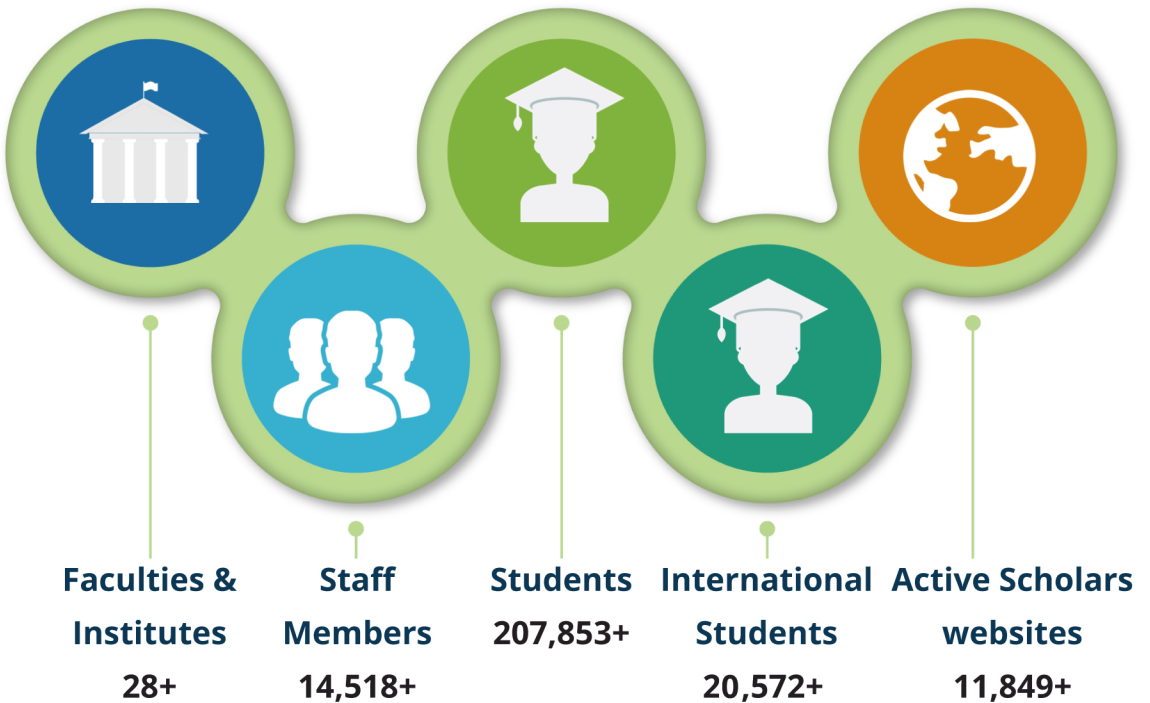 Faculties &
Institutes
28+
Staff
Members
14,518+
Students
207,853+
International
Students
20,572+
Active Scholars
websites
11,849+